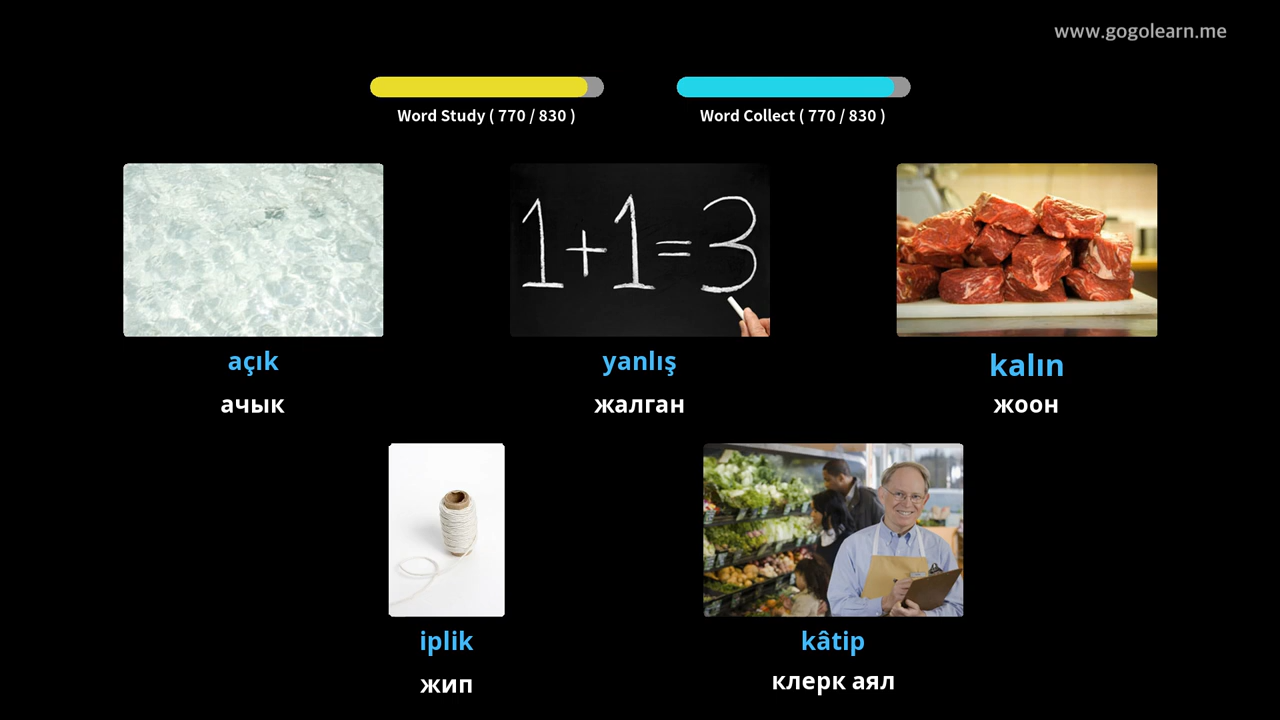 www.gogolearn.me
Word Study ( 770 / 830 )
Word Collect ( 770 / 830 )
1+1=3
açık
ачык
yanlış
жалган
kalın
жоон
iplik
жип
kâtip
клерк аял